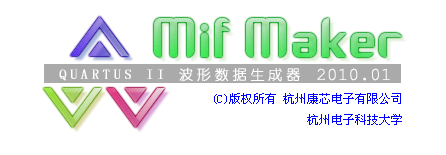 Mif Maker
QUARTUS II 波形数据生成器 2010.01
(C)版权所有 杭州康芯电子有限公司
杭州电子科技大学